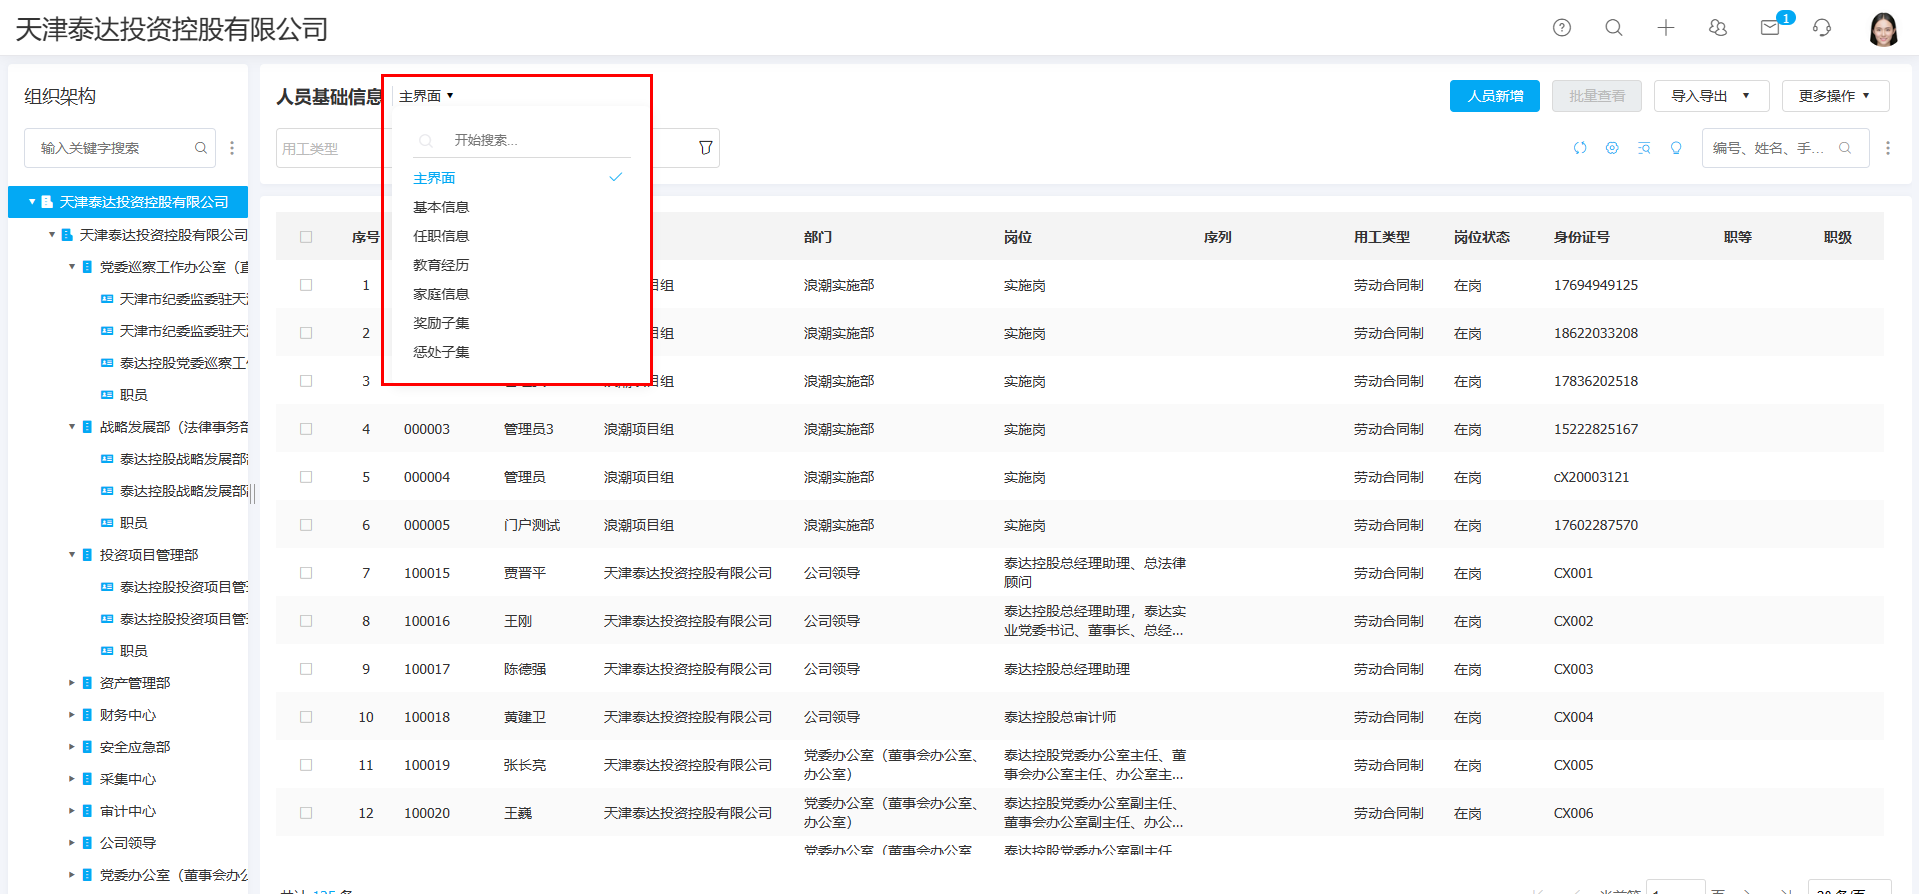 天津泰达投资控股有限公司
1
组织架构
输入关键字搜索
天津泰达投资控股有限公司
天津泰达投资控股有限公司
党委巡察工作办公室（直
天津市纪委监委驻天
天津市纪委监委驻天
泰达控股党委巡察工作
职员
战略发展部（法律事务部
泰达控股战略发展部
泰达控股战略发展部
职员
投资项目管理部
泰达控股投资项目管
泰达控股投资项目管
职员
资产管理部
财务中心
安全应急部
采集中心
审计中心
公司领导
党委办公室（董事会办公
人员基础信息 主界面
人员新增 批量查看 导入导出 更多操作
用工类型
编号、姓名、手...
开始搜索...
主界面
基本信息
任职信息
教育经历
家庭信息
奖励子集
惩处子集
序号 部门 岗位 序列 用工类型 岗位状态 身份证号 职等 职级
1 目组 浪潮实施部 实施岗 劳动合同制 在岗 17694949125
2 目组 浪潮实施部 实施岗 劳动合同制 在岗 18622033208
3 目组 浪潮实施部 实施岗 劳动合同制 在岗 17836202518
4 000003 管理员3 浪潮项目组 浪潮实施部 实施岗 劳动合同制 在岗 15222825167
5 000004 管理员 浪潮项目组 浪潮实施部 实施岗 劳动合同制 在岗 cX20003121
6 000005 门户测试 浪潮项目组 浪潮实施部 实施岗 劳动合同制 在岗 17602287570
7 100015 贾晋平 天津泰达投资控股有限公司 公司领导 泰达控股总经理助理、总法律顾问 劳动合同制 在岗 CX001
8 100016 王刚 天津泰达投资控股有限公司 公司领导 泰达控股总经理助理，泰达实业党委书记、董事长、总经... 劳动合同制 在岗 CX002
9 100017 陈德强 天津泰达投资控股有限公司 公司领导 泰达控股总经理助理 劳动合同制 在岗 CX003
10 100018 黄建卫 天津泰达投资控股有限公司 公司领导 泰达控股总审计师 劳动合同制 在岗 CX004
11 100019 张长亮 天津泰达投资控股有限公司 党委办公室（董事会办公室、办公室） 泰达控股党委办公室主任、董事会办公室主任、办公室主... 劳动合同制 在岗 CX005
12 100020 王巍 天津泰达投资控股有限公司 党委办公室（董事会办公室、办公室） 泰达控股党委办公室副主任、董事会办公室副主任、办公... 劳动合同制 在岗 CX006
党委办公室（董事会办公室 泰达控股党委办公室副主任